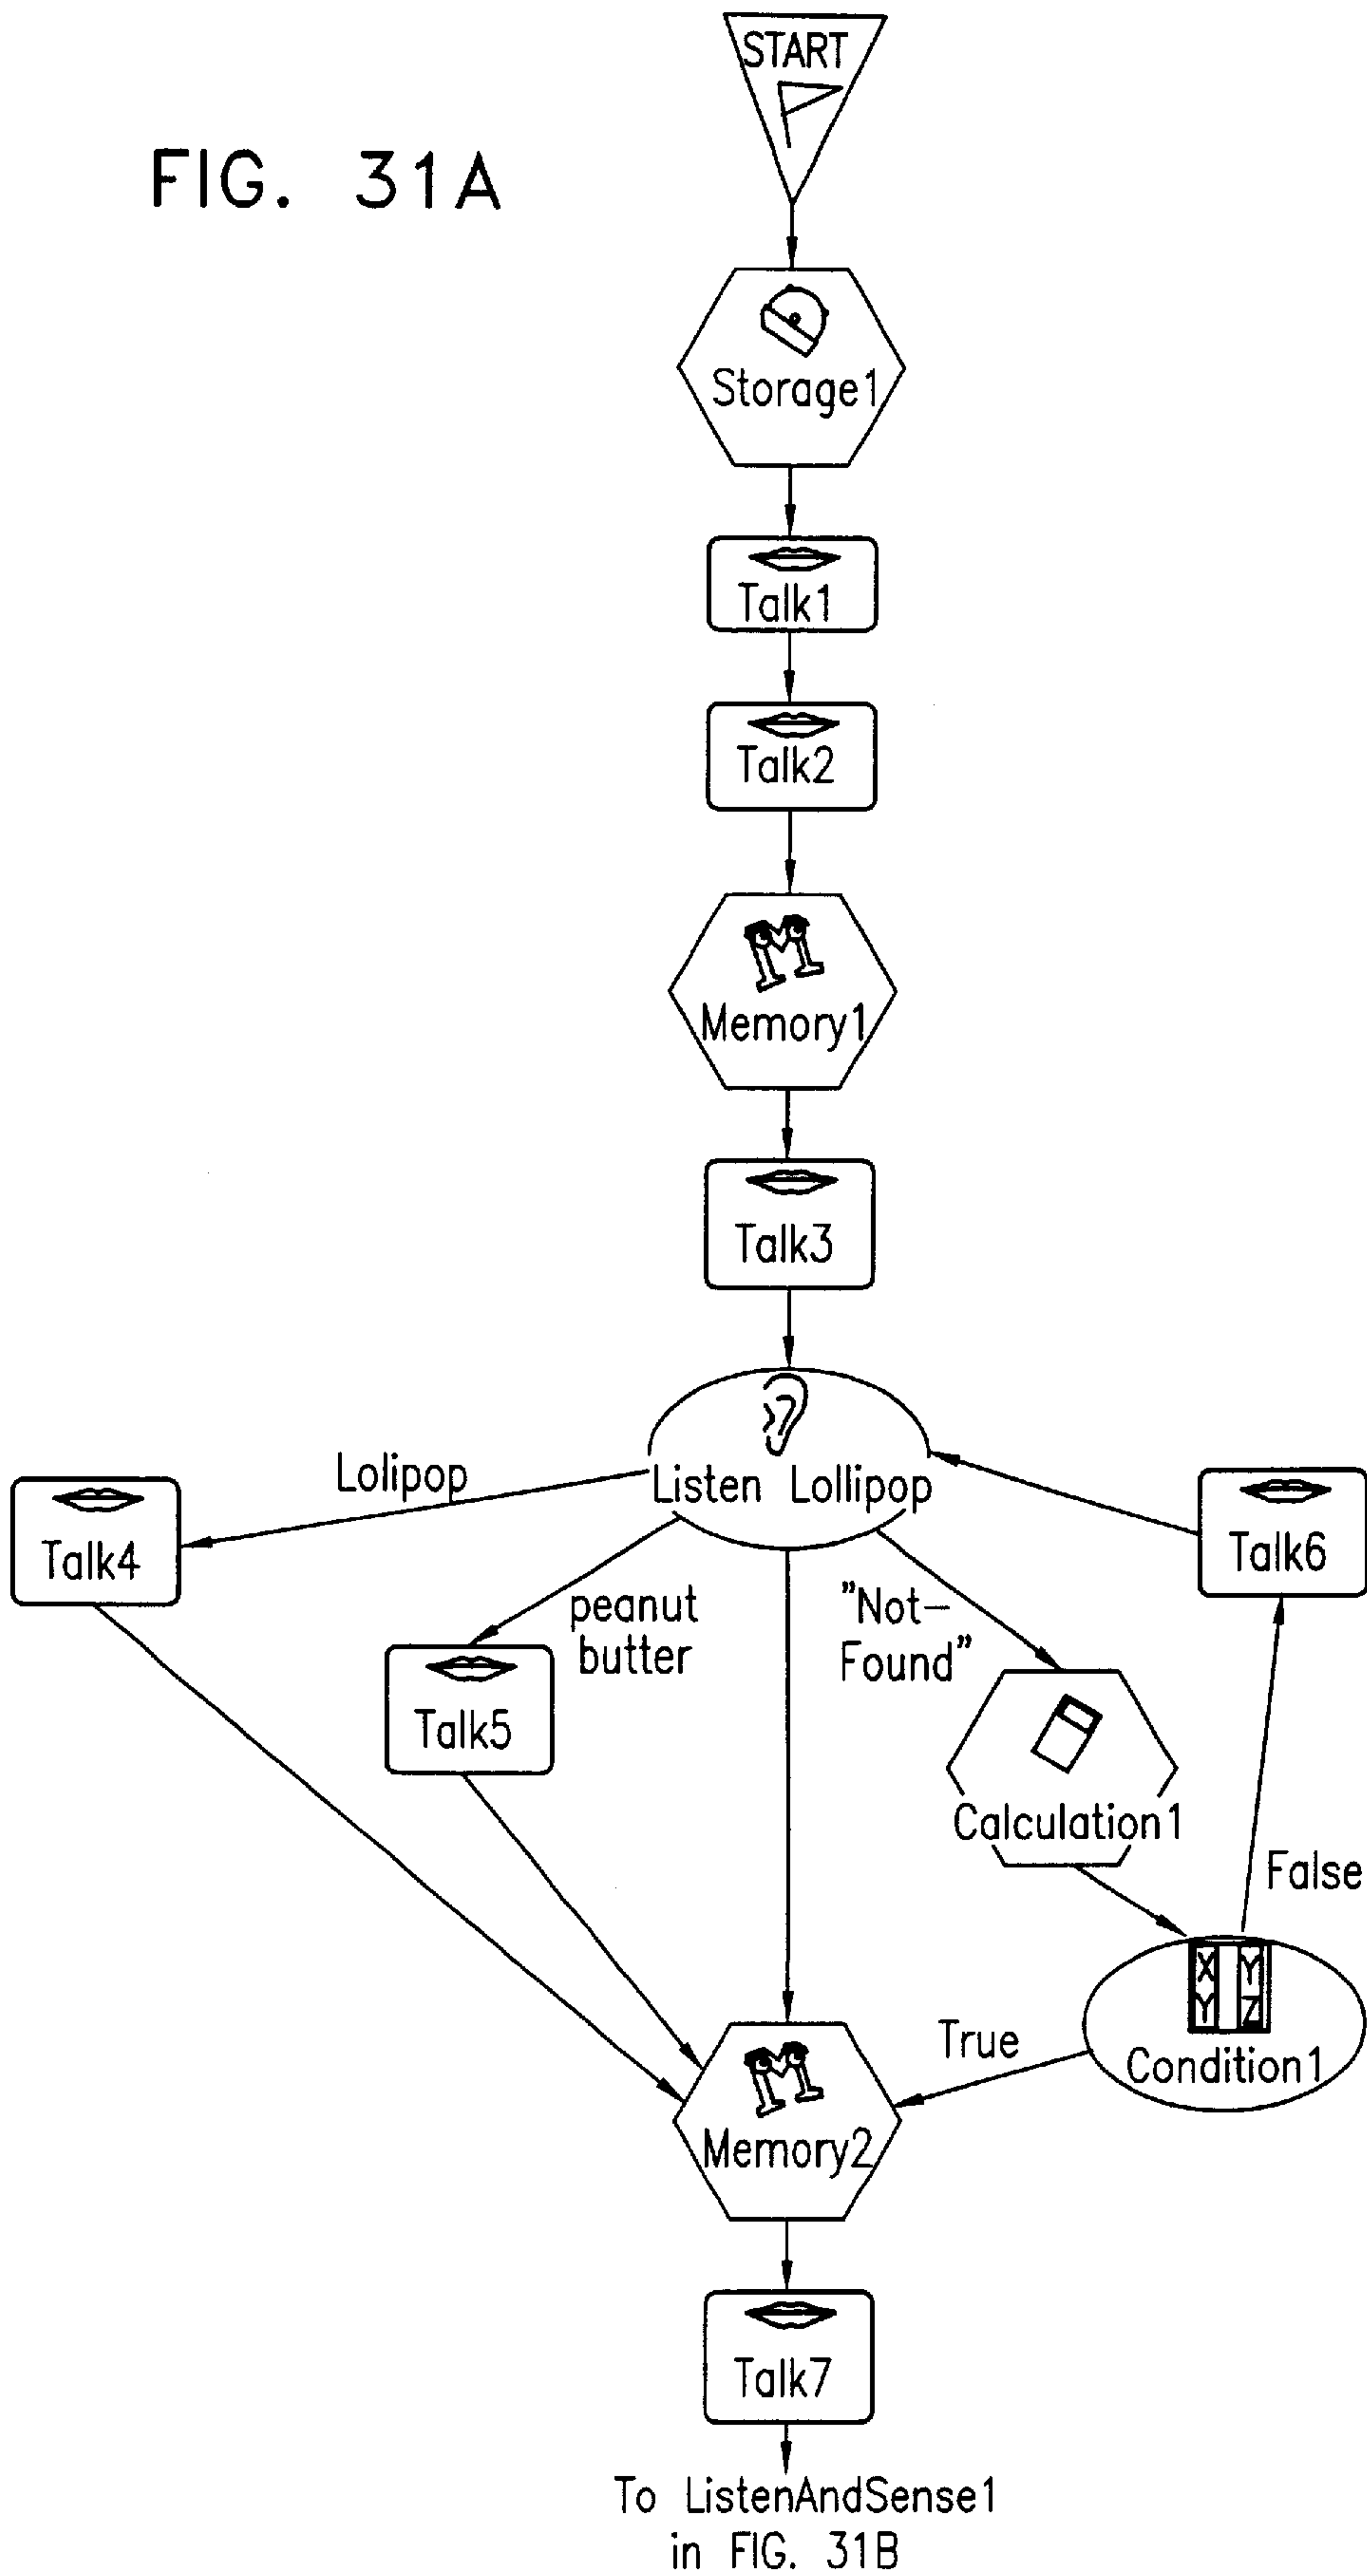 START
FIG. 31A
Storage1
Talk1
Talk2
Memory1
Talk3
Listen Lollipop
Lolipop
Talk4
peanut
butter
Talk5
"Not-
Found"
Talk6
Calculation1
False
X Y
Y Z
Condition1
True
Memory2
Talk7
To ListenAndSense1
in FIG. 31B